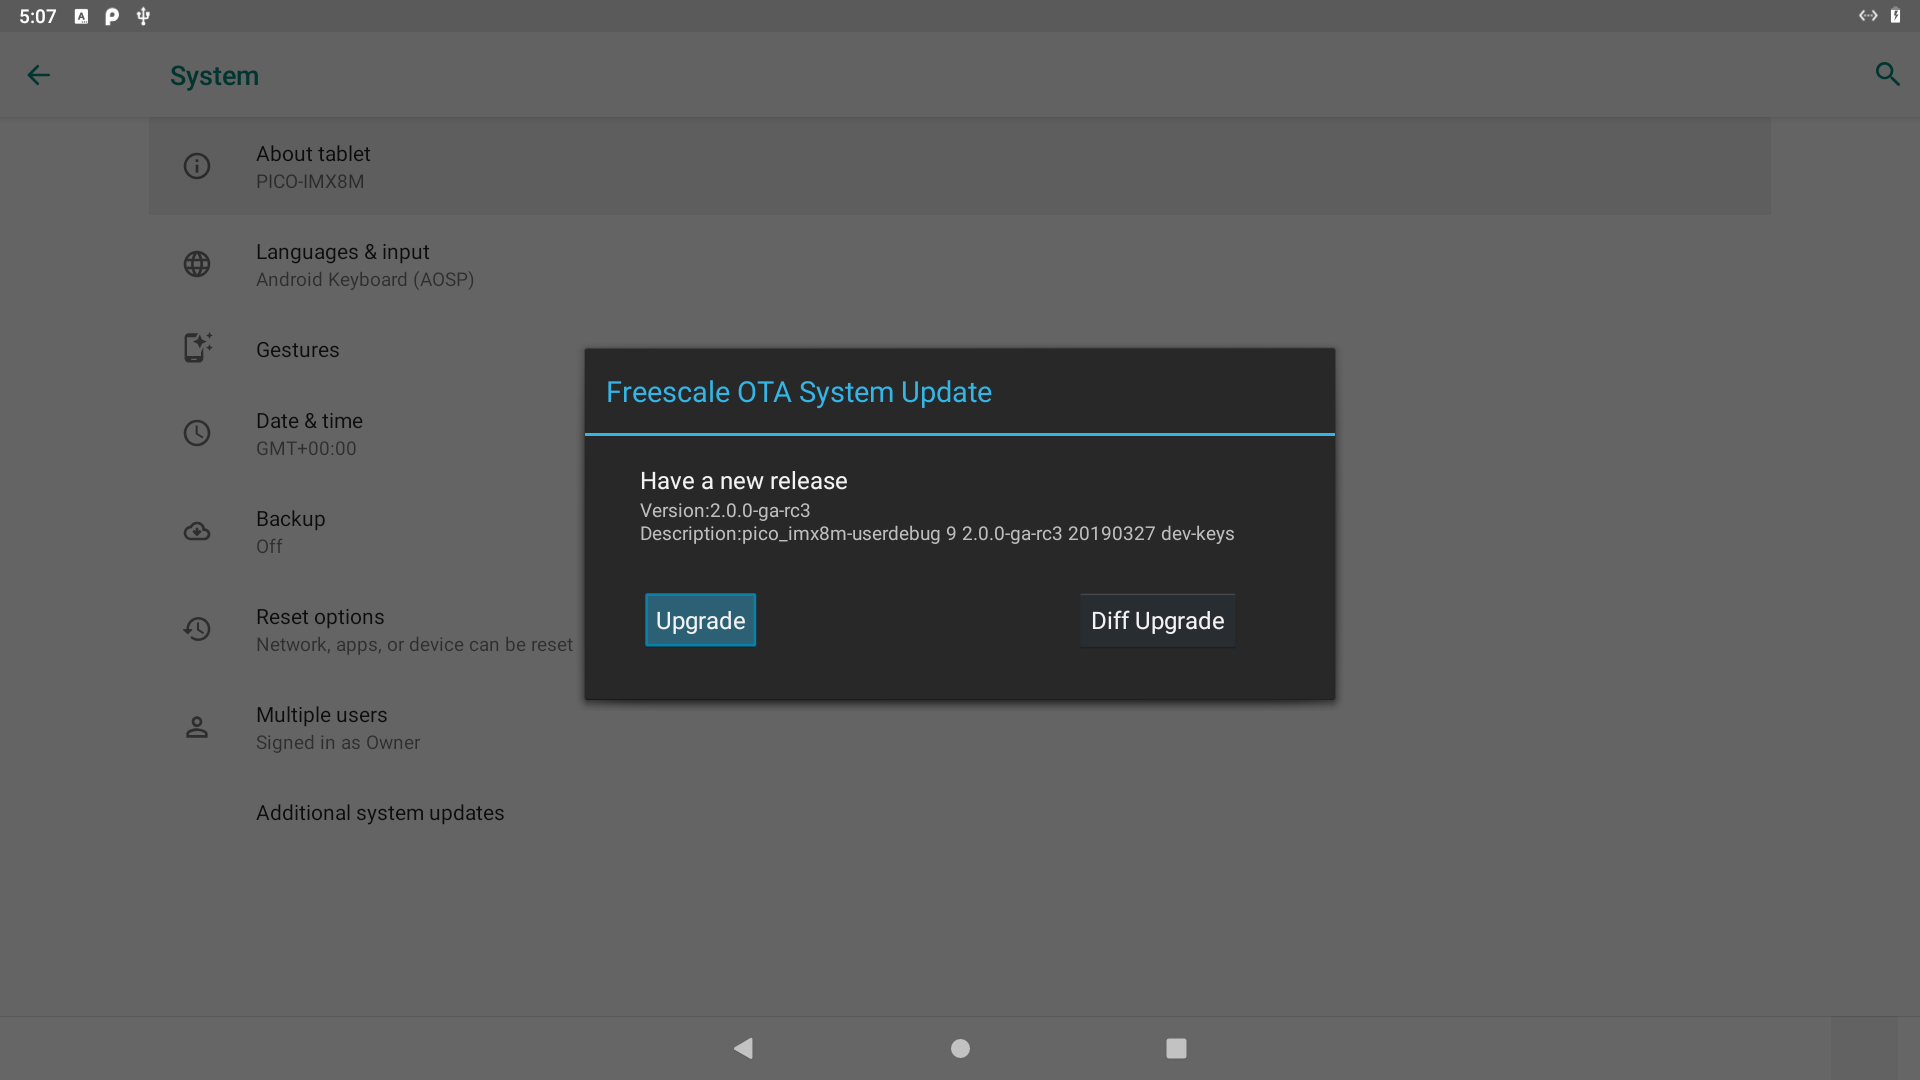 5:07
System
About tablet
PICO-IMX8M
Languages & input
Android Keyboard (AOSP)
Gestures
Date & time
GMT+00:00
Backup
Off
Reset options
Network, apps, or device can be reset
Multiple users
Signed in as Owner
Additional system updates
Freescale OTA System Update
Have a new release
Version:2.0.0-ga-rc3
Description:pico_imx8m-userdebug 9 2.0.0-ga-rc3 20190327 dev-keys
Upgrade
Diff Upgrade